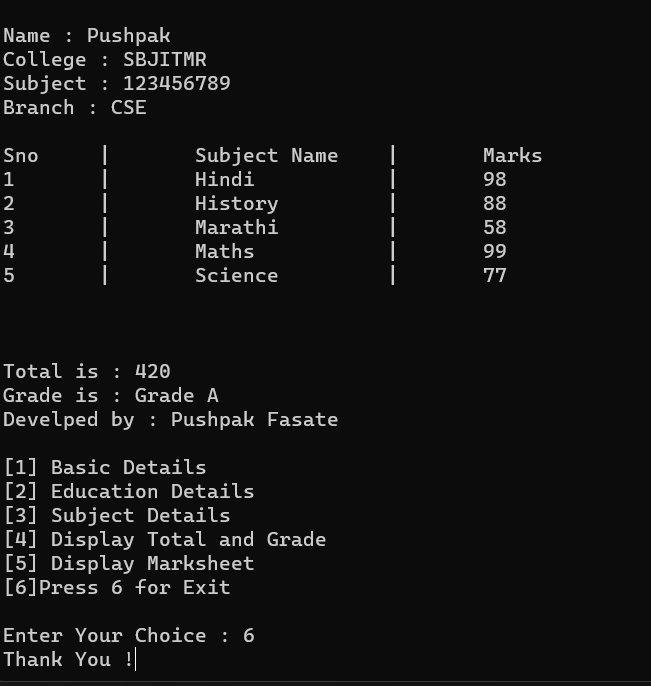 Name : Pushpak
College : SBJITMR
Subject : 123456789
Branch : CSE
Sno | Subject Name | Marks
1 | Hindi | 98
2 | History | 88
3 | Marathi | 58
4 | Maths | 99
5 | Science | 77
Total is : 420
Grade is : Grade A
Develped by : Pushpak Fasate
[1] Basic Details
[2] Education Details
[3] Subject Details
[4] Display Total and Grade
[5] Display Marksheet
[6]Press 6 for Exit
Enter Your Choice : 6
Thank You !